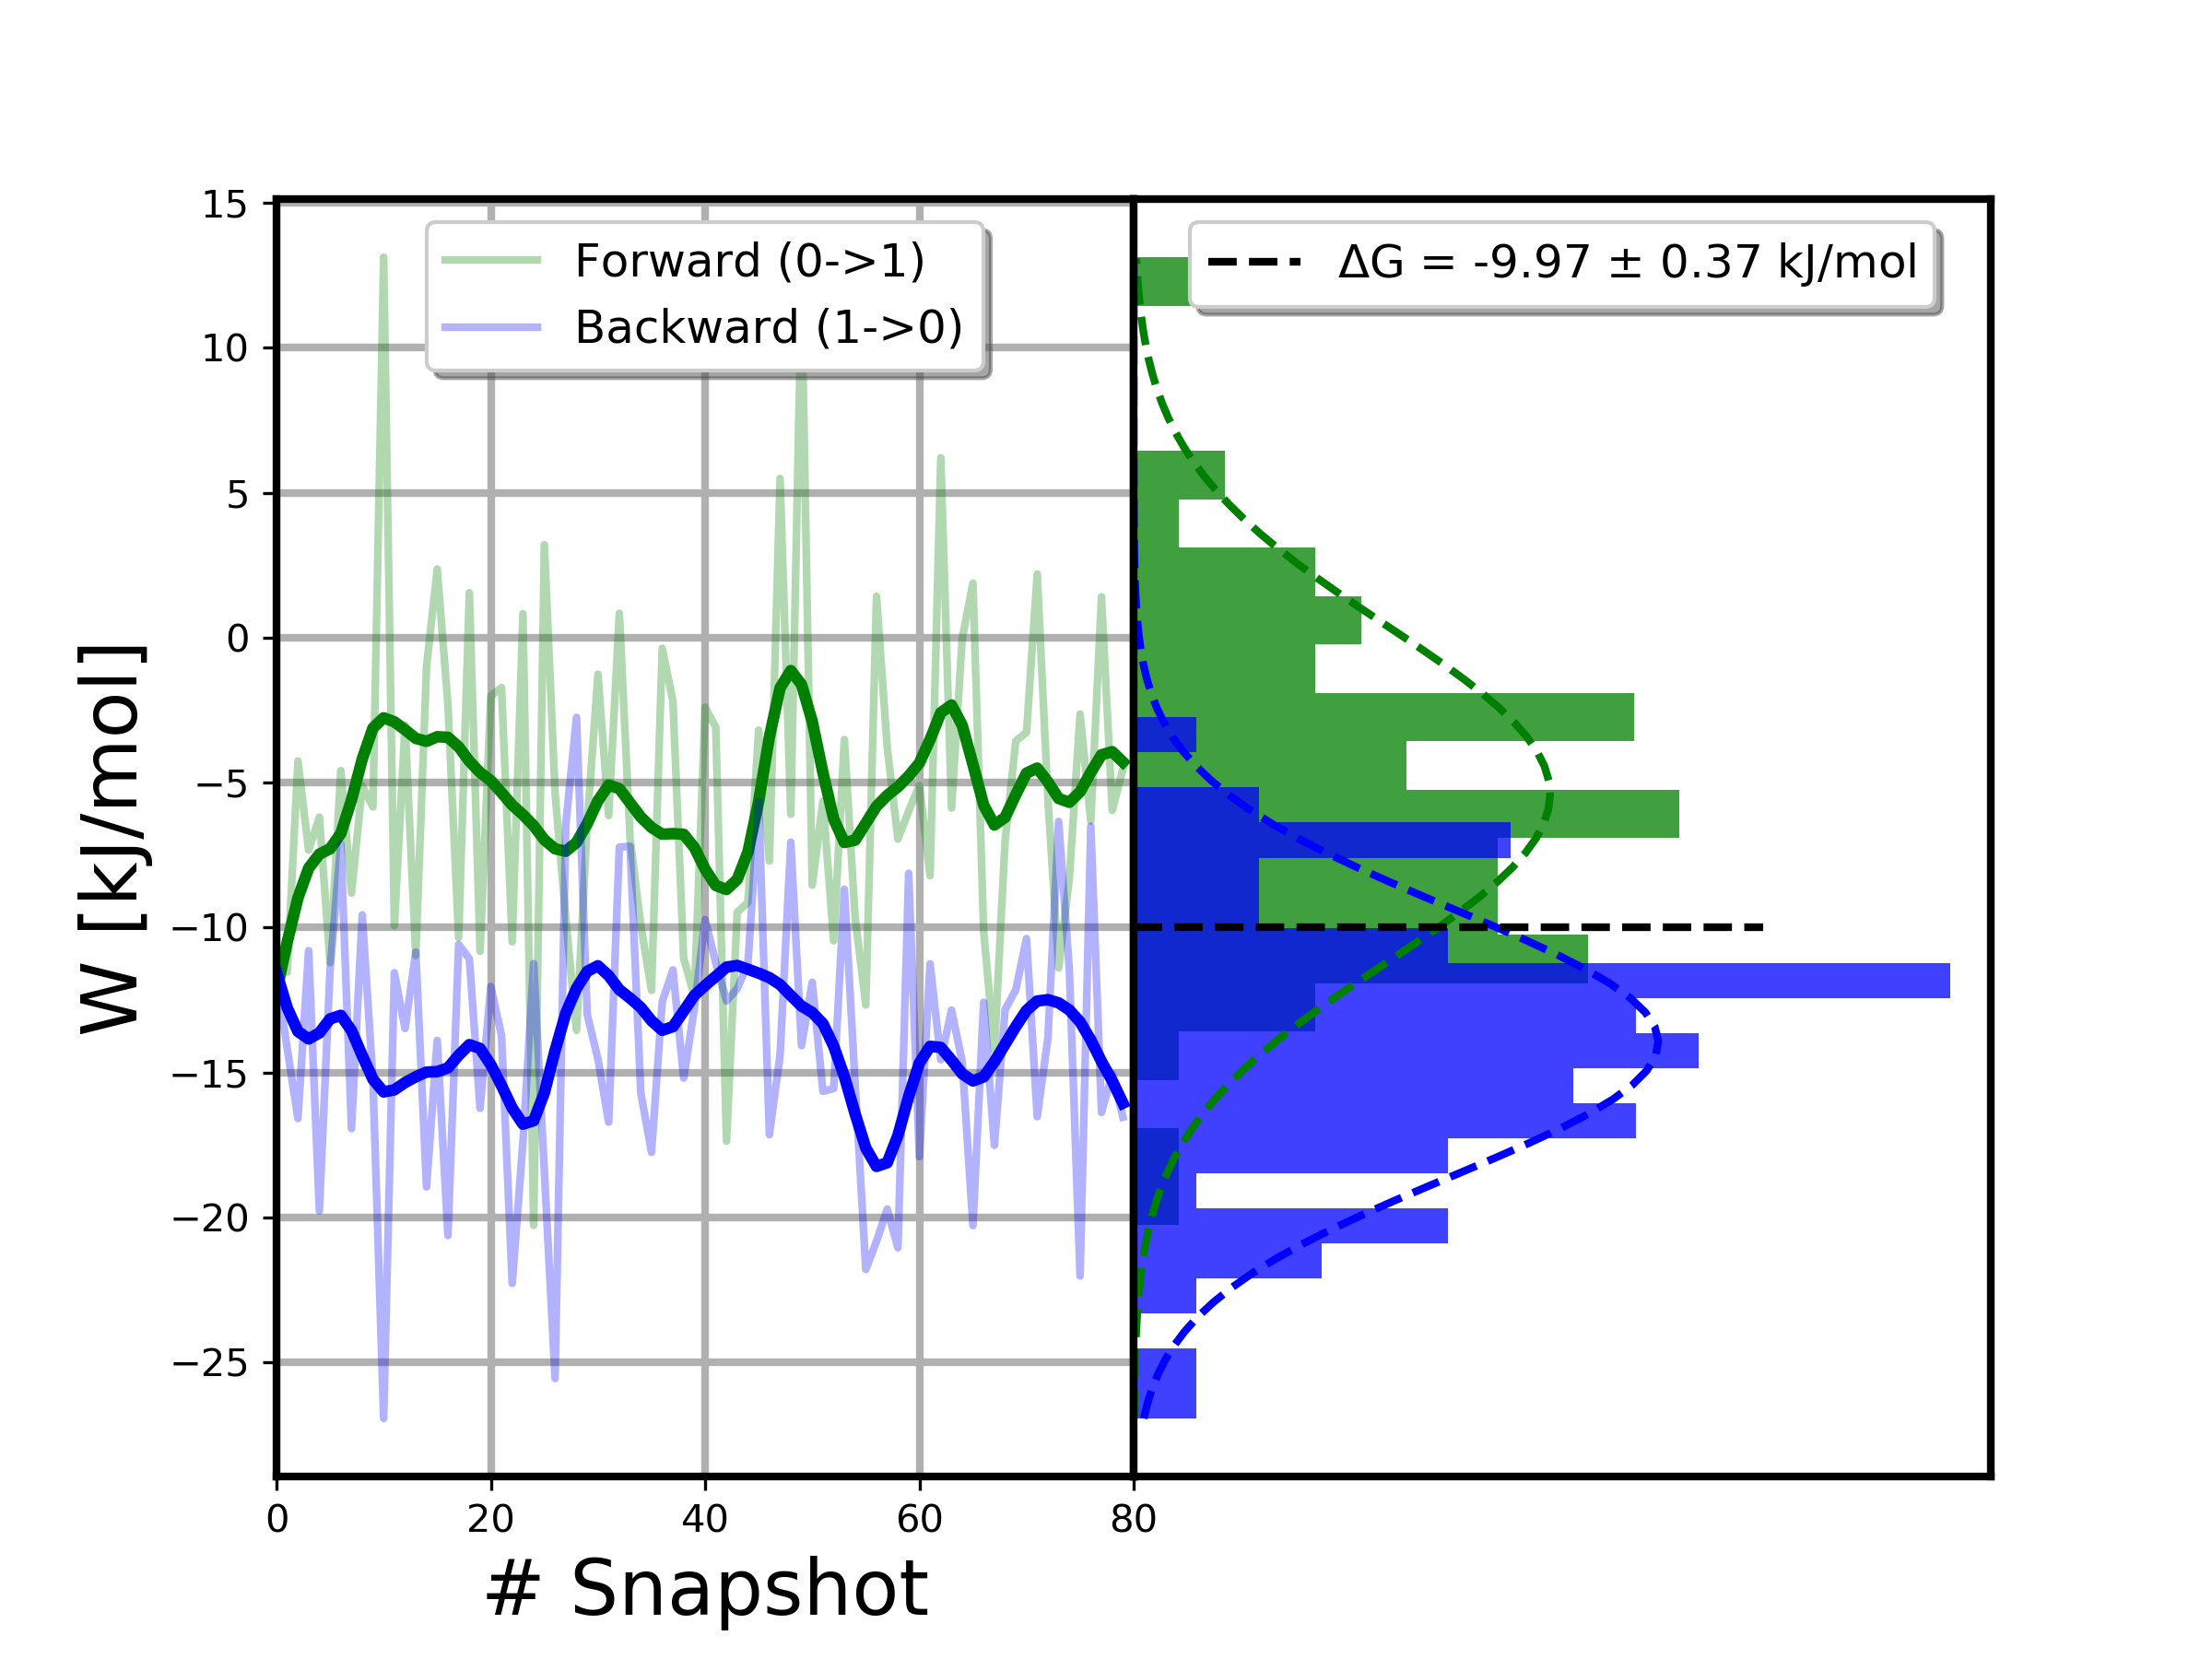 15
10
5
0
−5
−10
−15
−20
−25
W [kJ/mol]
Forward (0->1)
Backward (1->0)
ΔG = -9.97 ± 0.37 kJ/mol
0 20 40 60 80
# Snapshot